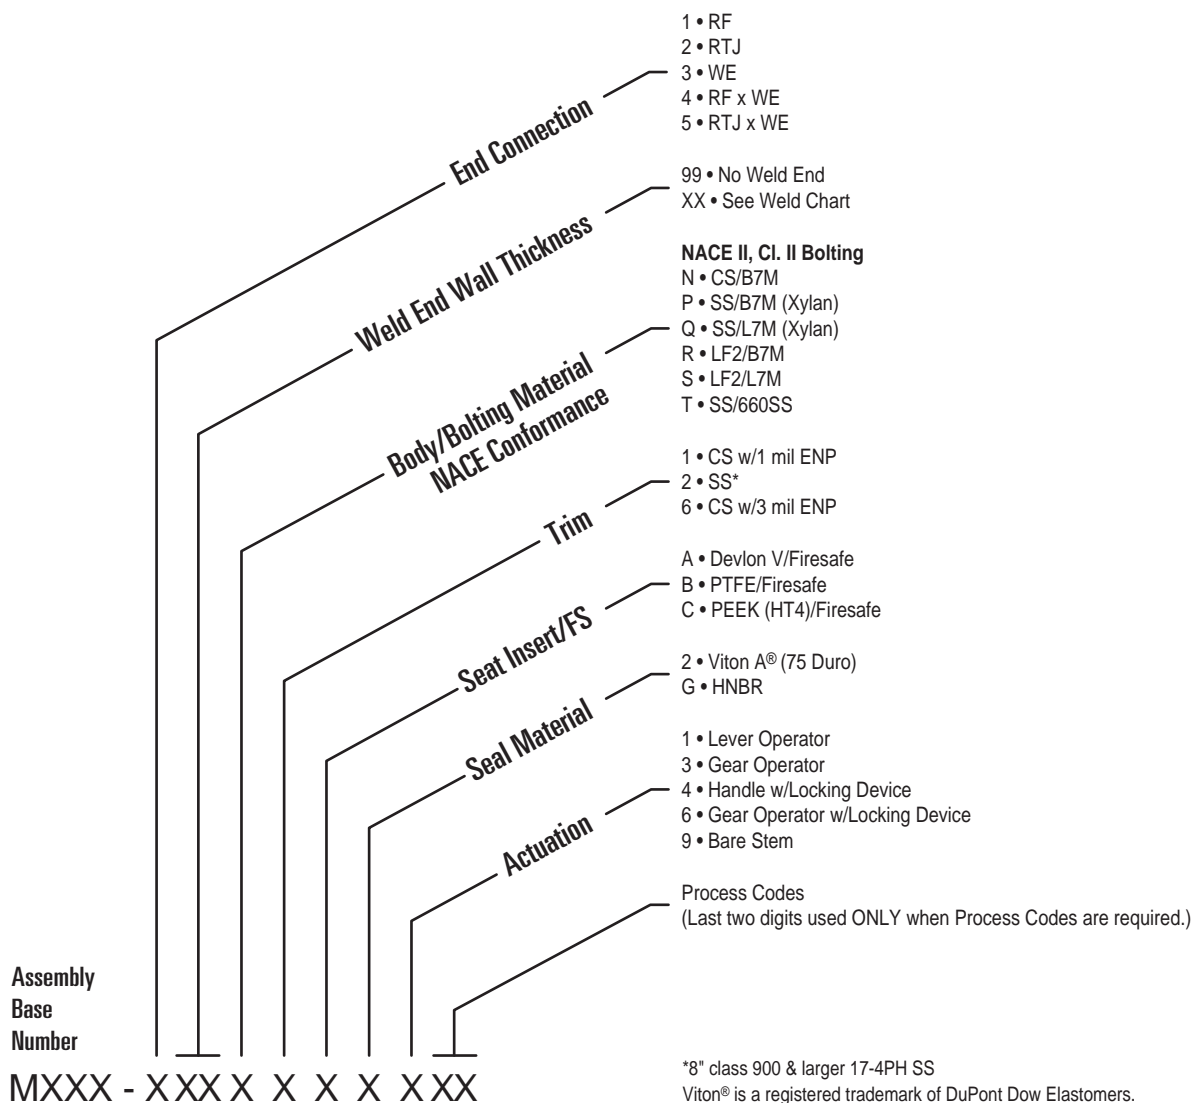 1 • RF
2 • RTJ
3 • WE
4 • RF x WE
5 • RTJ x WE
End Connection
99 • No Weld End
XX • See Weld Chart
Weld End Wall Thickness
NACE II, Cl. II Bolting
N • CS/B7M
P • SS/B7M (Xylan)
Q • SS/L7M (Xylan)
R • LF2/B7M
S • LF2/L7M
T • SS/660SS
Body/Bolting Material
NACE Conformance
1 • CS w/1 mil ENP
2 • SS*
6 • CS w/3 mil ENP
Trim
A • Devlon V/Firesafe
B • PTFE/Firesafe
C • PEEK (HT4)/Firesafe
Seat Insert/FS
2 • Viton A® (75 Duro)
G • HNBR
Seal Material
1 • Lever Operator
3 • Gear Operator
4 • Handle w/Locking Device
6 • Gear Operator w/Locking Device
9 • Bare Stem
Actuation
Process Codes
(Last two digits used ONLY when Process Codes are required.)
Assembly
Base
Number
MXXX - X XX X X X X X XX
*8" class 900 & larger 17-4PH SS
Viton® is a registered trademark of DuPont Dow Elastomers.